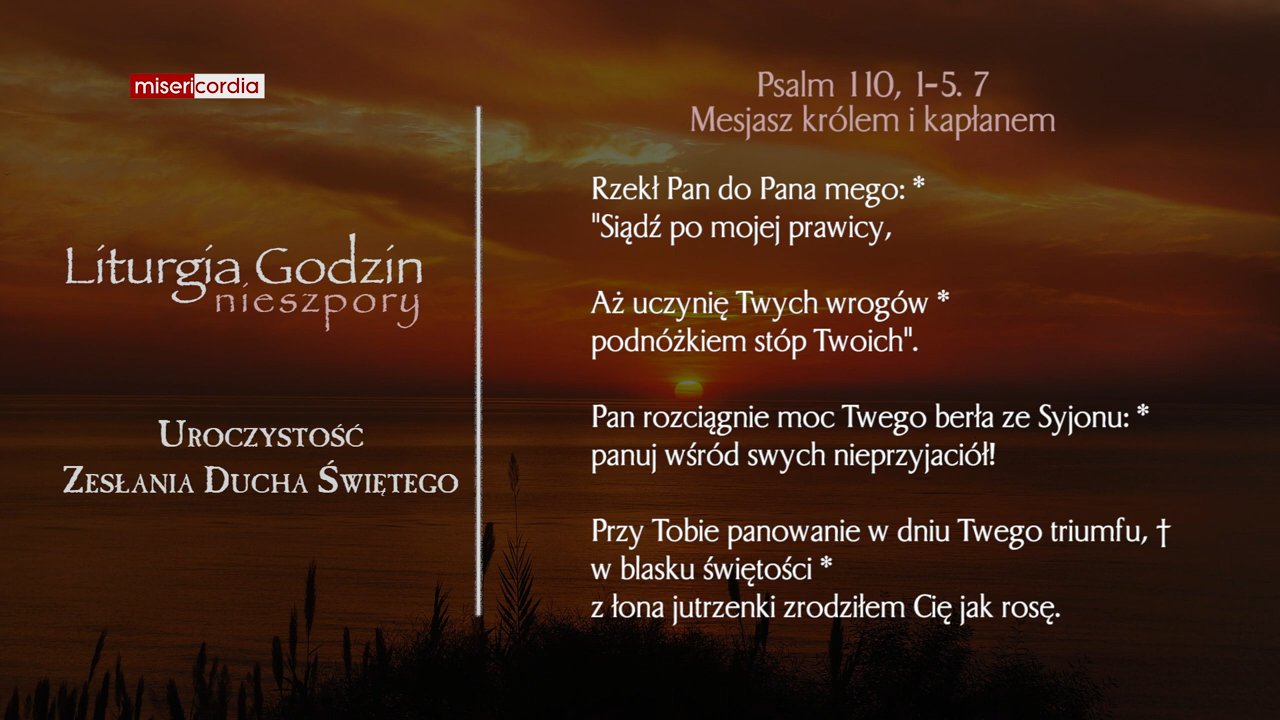 misericordia
Liturgia Godzin
nieszpory
Uroczystość
Zesłania Ducha Świętego
Psalm 110, 1-5. 7
Mesjasz królem i kapłanem
Rzekł Pan do Pana mego: *
"Siądź po mojej prawicy,
Aż uczynię Twych wrogów *
podnóżkiem stóp Twoich".
Pan rozciągnie moc Twego berła ze Syjonu: *
panuj wśród swych nieprzyjaciół!
Przy Tobie panowanie w dniu Twego triumfu, †
w blasku świętości *
z łona jutrzenki zrodziłem Cię jak rosę.